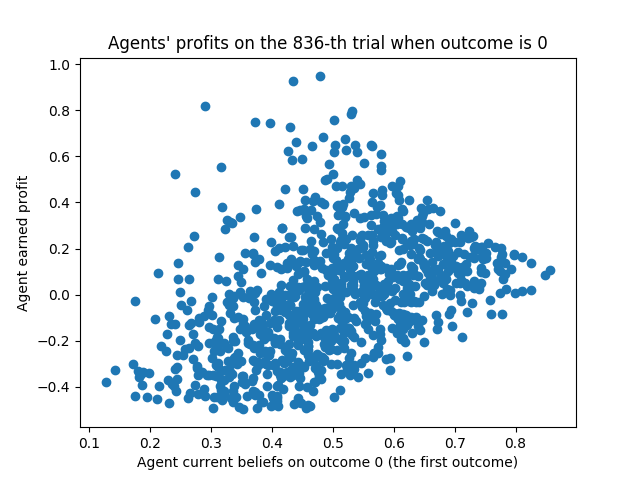 Agents' profits on the 836-th trial when outcome is 0
1.0
0.8
0.6
0.4
0.2
0.0
−0.2
−0.4
Agent earned profit
0.1 0.2 0.3 0.4 0.5 0.6 0.7 0.8
Agent current beliefs on outcome 0 (the first outcome)